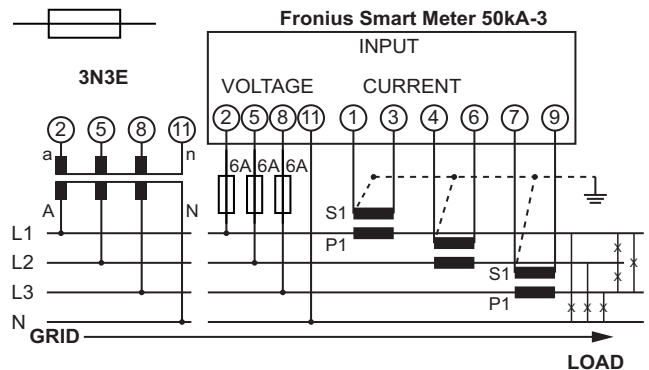 Fronius Smart Meter 50kA-3
INPUT
3N3E
VOLTAGE CURRENT
2 5 8 11 2 5 8 11 1 3 4 6 7 9
a n
6A 6A 6A
A N
S1
L1
P1
L2
S1
L3
P1
N
GRID
LOAD